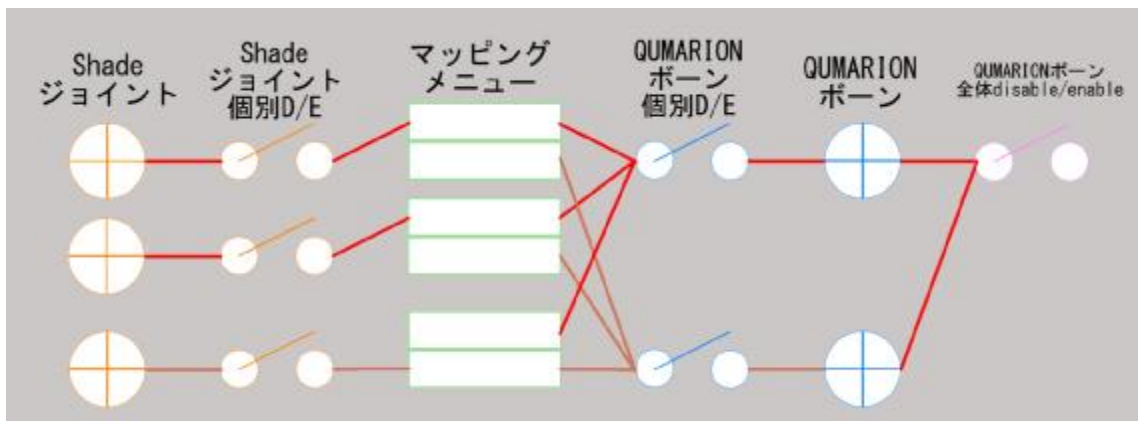 Shade
ジョイント
Shade
ジョイント
個別D/E
マッピング
メニュー
QUMARION
ボーン
個別D/E
QUMARION
ボーン
QUMARIONボーン
全体disable/enable